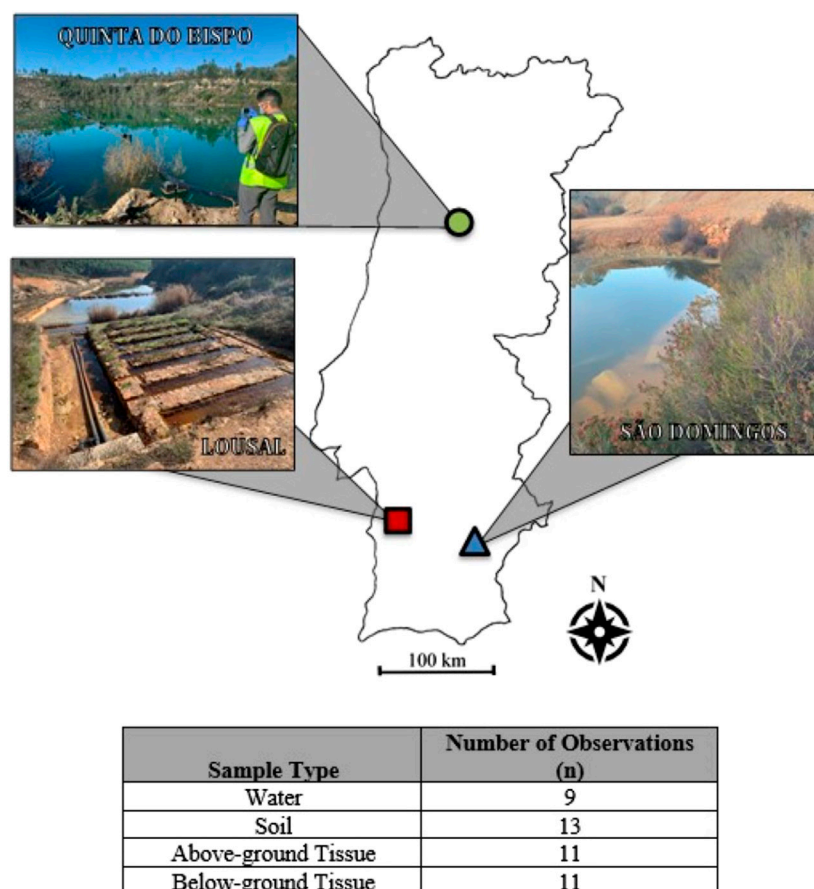 QUINTA DO BISPO
LOUSAL
SÃO DOMINGOS
N
100 km
Sample Type
Number of Observations
(n)
Water 9
Soil 13
Above-ground Tissue 11
Below-ground Tissue 11